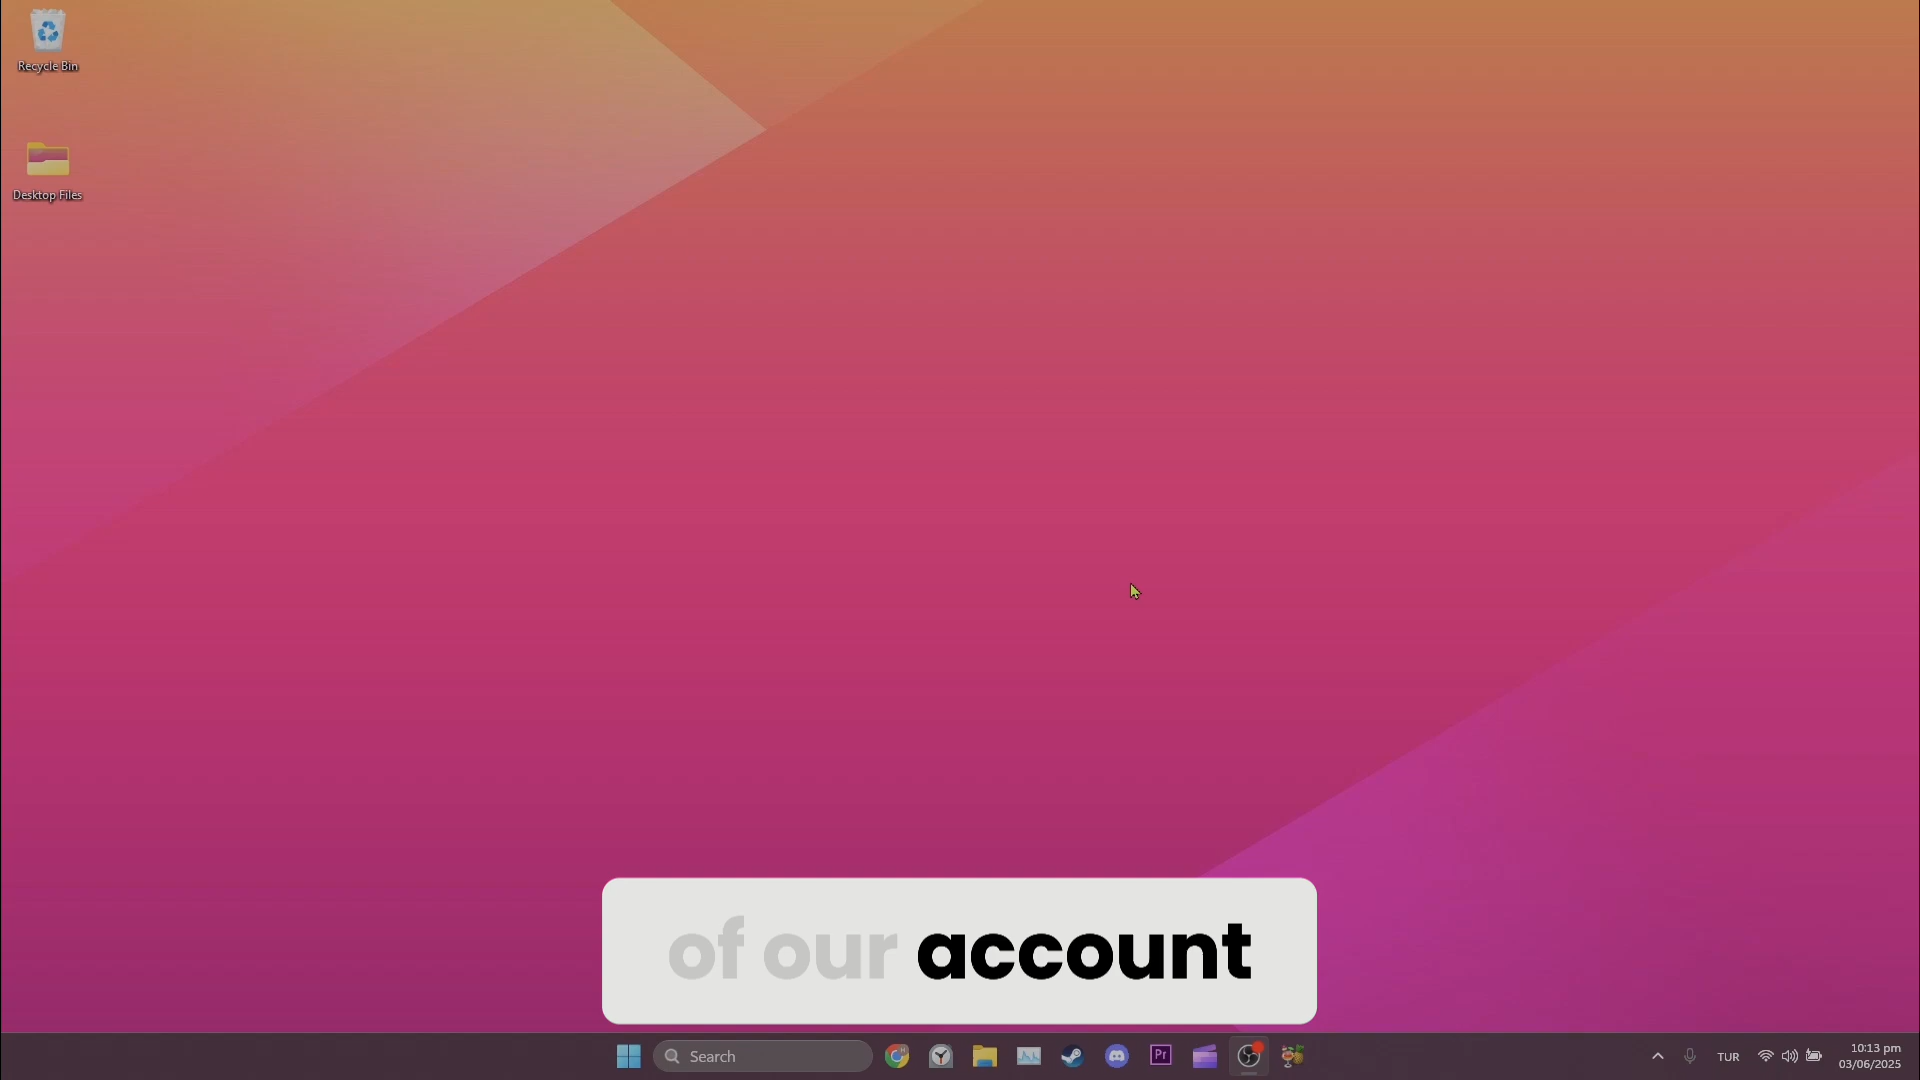 Recycle Bin
Desktop Files
of our account
Search
Pr
TUR
10:13 pm
03/06/2025